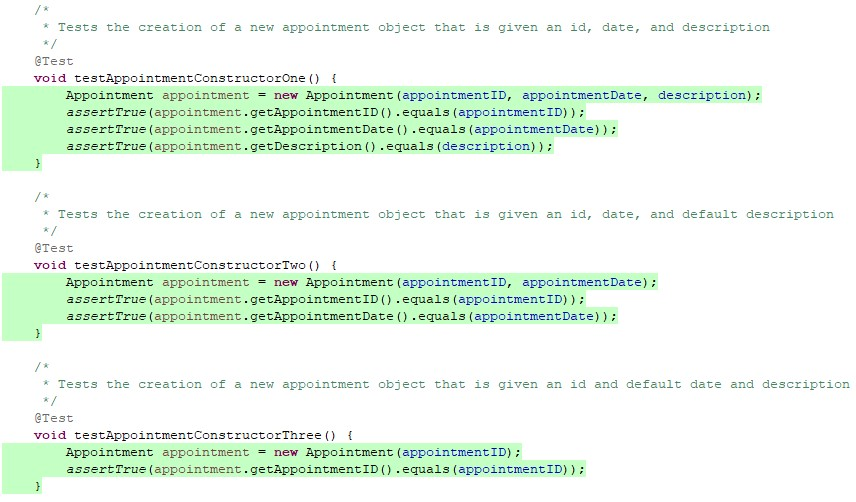 /*
 * Tests the creation of a new appointment object that is given an id, date, and description
 */
@Test
void testAppointmentConstructorOne() {
    Appointment appointment = new Appointment(appointmentID, appointmentDate, description);
    assertTrue(appointment.getAppointmentID().equals(appointmentID));
    assertTrue(appointment.getAppointmentDate().equals(appointmentDate));
    assertTrue(appointment.getDescription().equals(description));
}
/*
 * Tests the creation of a new appointment object that is given an id, date, and default description
 */
@Test
void testAppointmentConstructorTwo() {
    Appointment appointment = new Appointment(appointmentID, appointmentDate);
    assertTrue(appointment.getAppointmentID().equals(appointmentID));
    assertTrue(appointment.getAppointmentDate().equals(appointmentDate));
}
/*
 * Tests the creation of a new appointment object that is given an id and default date and description
 */
@Test
void testAppointmentConstructorThree() {
    Appointment appointment = new Appointment(appointmentID);
    assertTrue(appointment.getAppointmentID().equals(appointmentID));
}